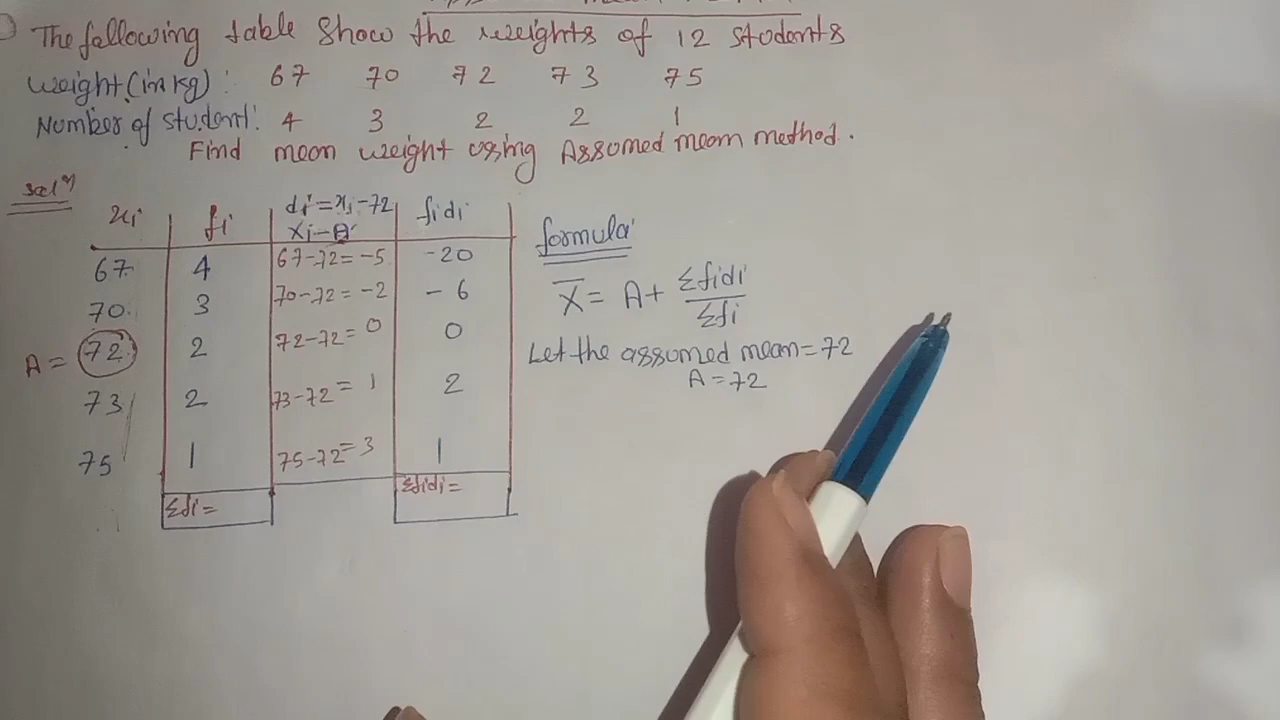 The following table show the weights of 12 students
Weight (in kg): 67 70 72 73 75
Number of student: 4 3 2 2 1
Find mean weight using Assumed mean method.
Solⁿ
xi fi di = xi-72 fidi
xi-A
67 4 67-72=-5 -20
70 3 70-72=-2 -6
A = 72 2 72-72=0 0
73 2 73-72=1 2
75 1 75-72=3 1
Σfi= Σfidi=
formula
X̅ = A+ Σfidi/Σfi
Let the assumed mean=72
A=72